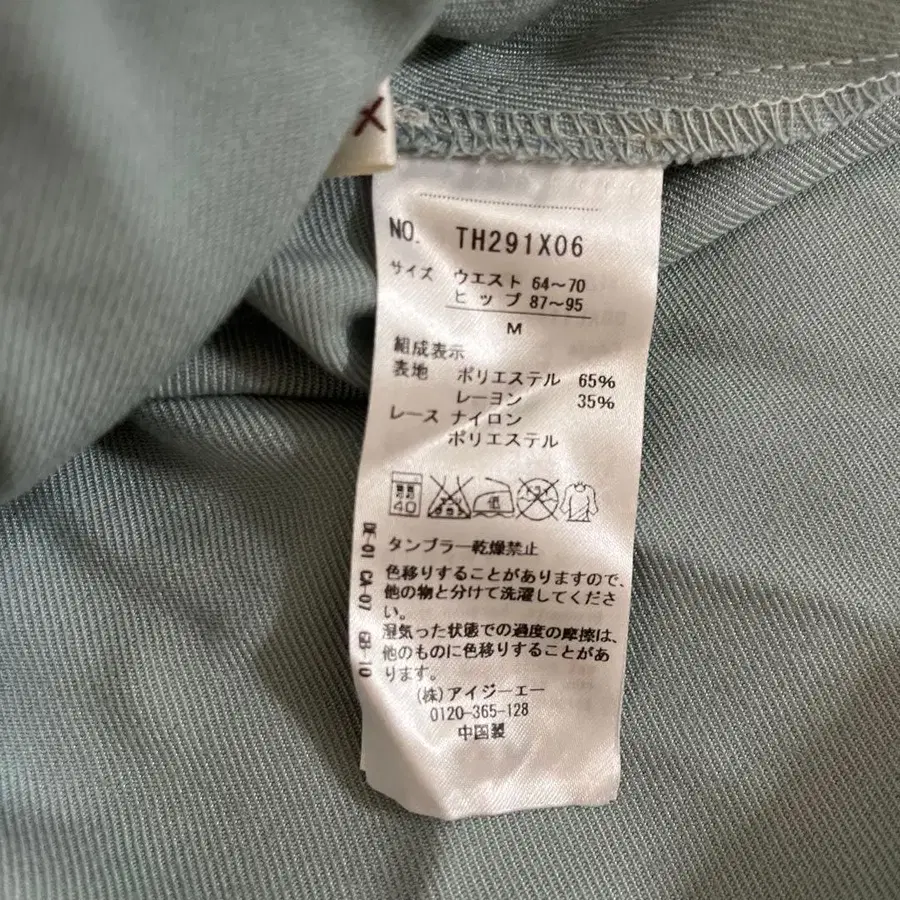 NO. TH291X06
サイズ ウエスト 64～70
ヒップ 87～95
M
組成表示
表地 ポリエステル 65%
レーヨン 35%
レース ナイロン
ポリエステル
40
タンブラー乾燥禁止
色移りすることがありますので、
他の物と分けて洗濯してくださ
い。
湿気った状態での過度の摩擦は、
他のものに色移りすることがあ
ります。
(株)アイジーエー
0120-365-128
中国製
DF-01 CA-07 GB-10